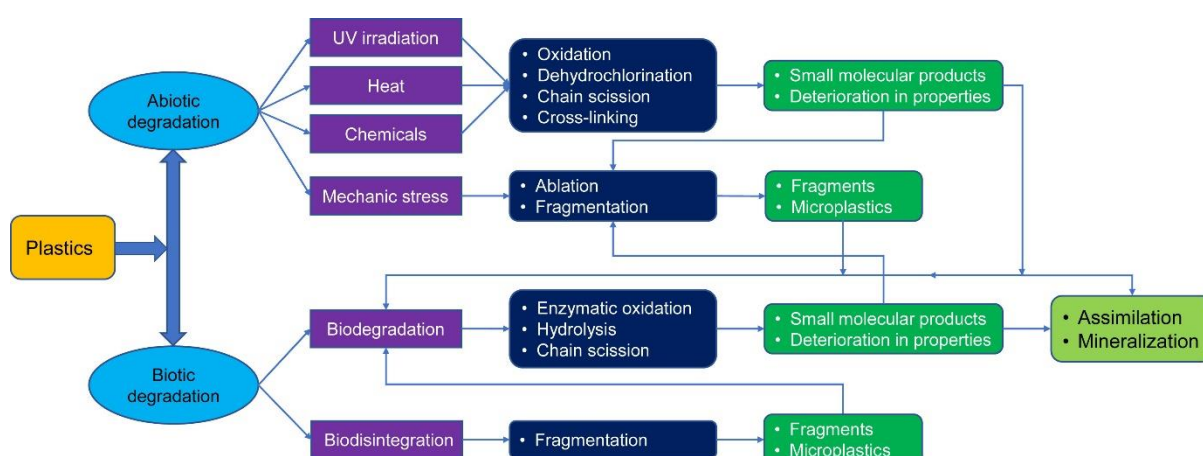 Plastics
Abiotic
degradation
UV irradiation
Heat
Chemicals
Mechanic stress
• Oxidation
• Dehydrochlorination
• Chain scission
• Cross-linking
• Small molecular products
• Deterioration in properties
• Ablation
• Fragmentation
• Fragments
• Microplastics
Biotic
degradation
Biodegradation
Biodisintegration
• Enzymatic oxidation
• Hydrolysis
• Chain scission
• Small molecular products
• Deterioration in properties
• Assimilation
• Mineralization
• Fragmentation
• Fragments
• Microplastics